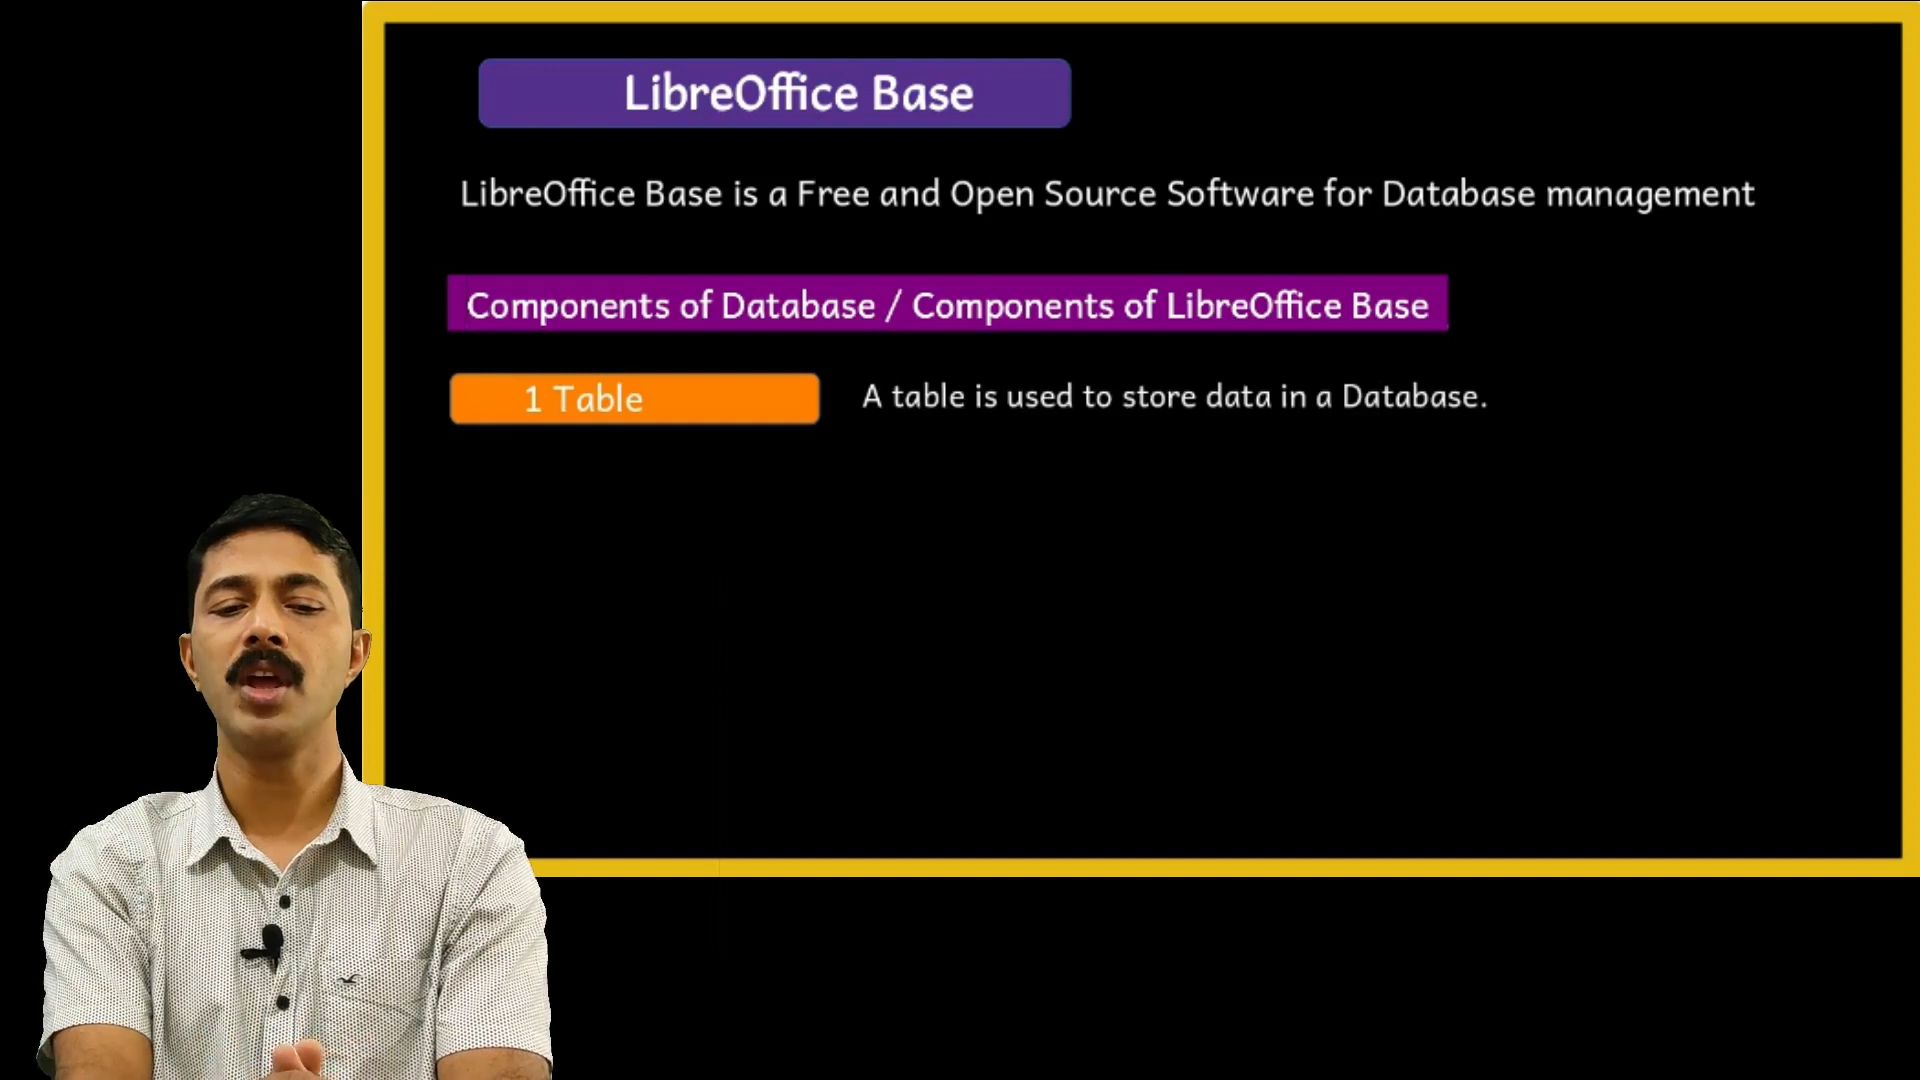 LibreOffice Base
LibreOffice Base is a Free and Open Source Software for Database management
Components of Database / Components of LibreOffice Base
1 Table
A table is used to store data in a Database.